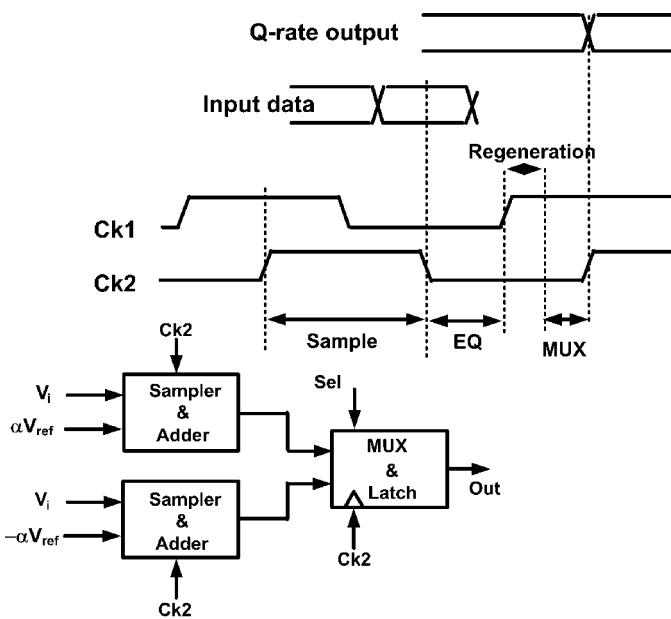 Q-rate output
Input data
Regeneration
Ck1
Ck2
Sample
EQ
MUX
Ck2
Vi
αVref
Sampler
&
Adder
Sel
MUX
&
Latch
Out
Vi
−αVref
Sampler
&
Adder
Ck2
Ck2